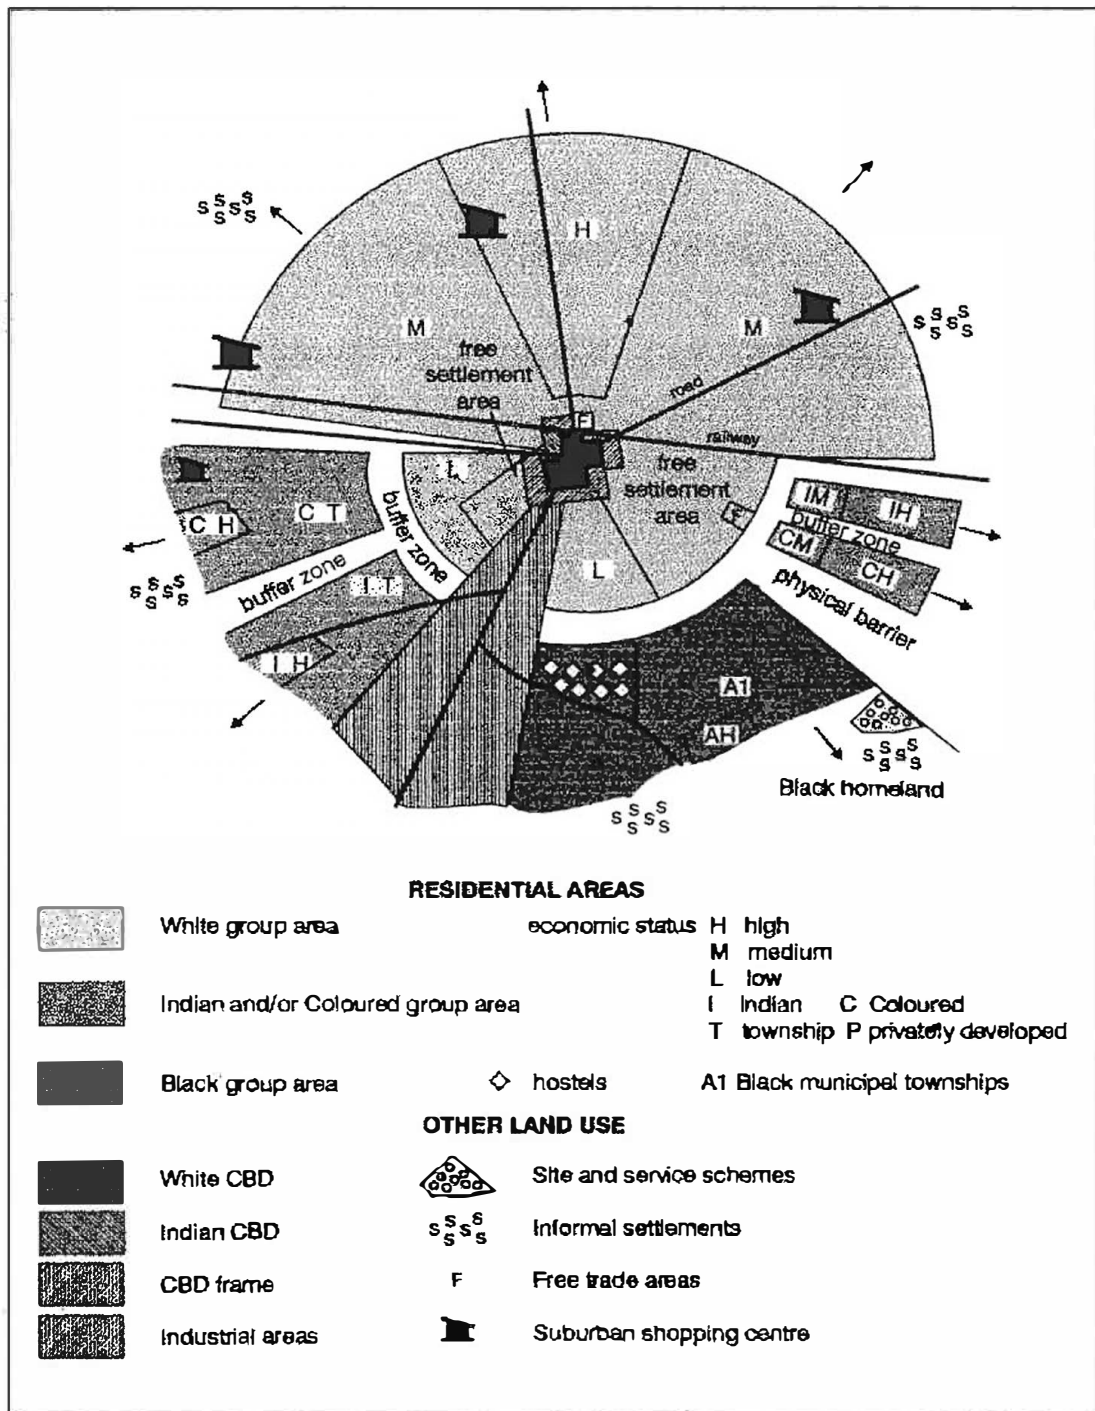 S S S S S S
H
M
M
free
settlement
area
S S S S S S
road
F
railway
free
settlement
area
L
F
IM
IH
buffer zone
CM
CH
physical barrier
C T
C H
buffer zone
buffer zone
S S S S S S
I T
I H
L
A1
AH
S S S S S S
Black homeland
S S S S S S
RESIDENTIAL AREAS
White group area
economic status H high
M medium
L low
Indian and/or Coloured group area
I Indian C Coloured
T township P privately developed
Black group area
hostels
A1 Black municipal townships
OTHER LAND USE
White CBD
Site and service schemes
Indian CBD
S S S S S S Informal settlements
CBD frame
F Free trade areas
Industrial areas
Suburban shopping centre